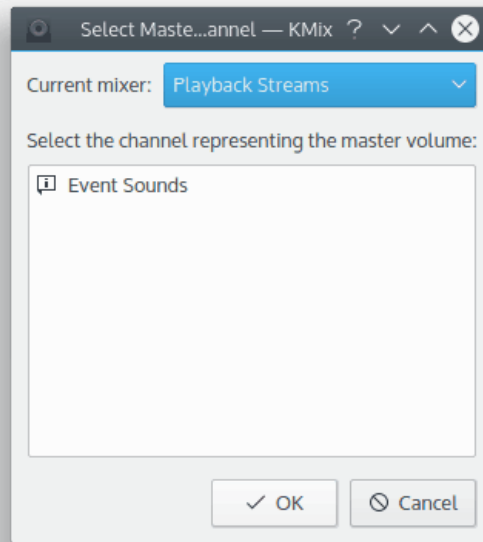 Select Maste...annel — KMix ?
Current mixer: Playback Streams
Select the channel representing the master volume:
Event Sounds
OK Cancel